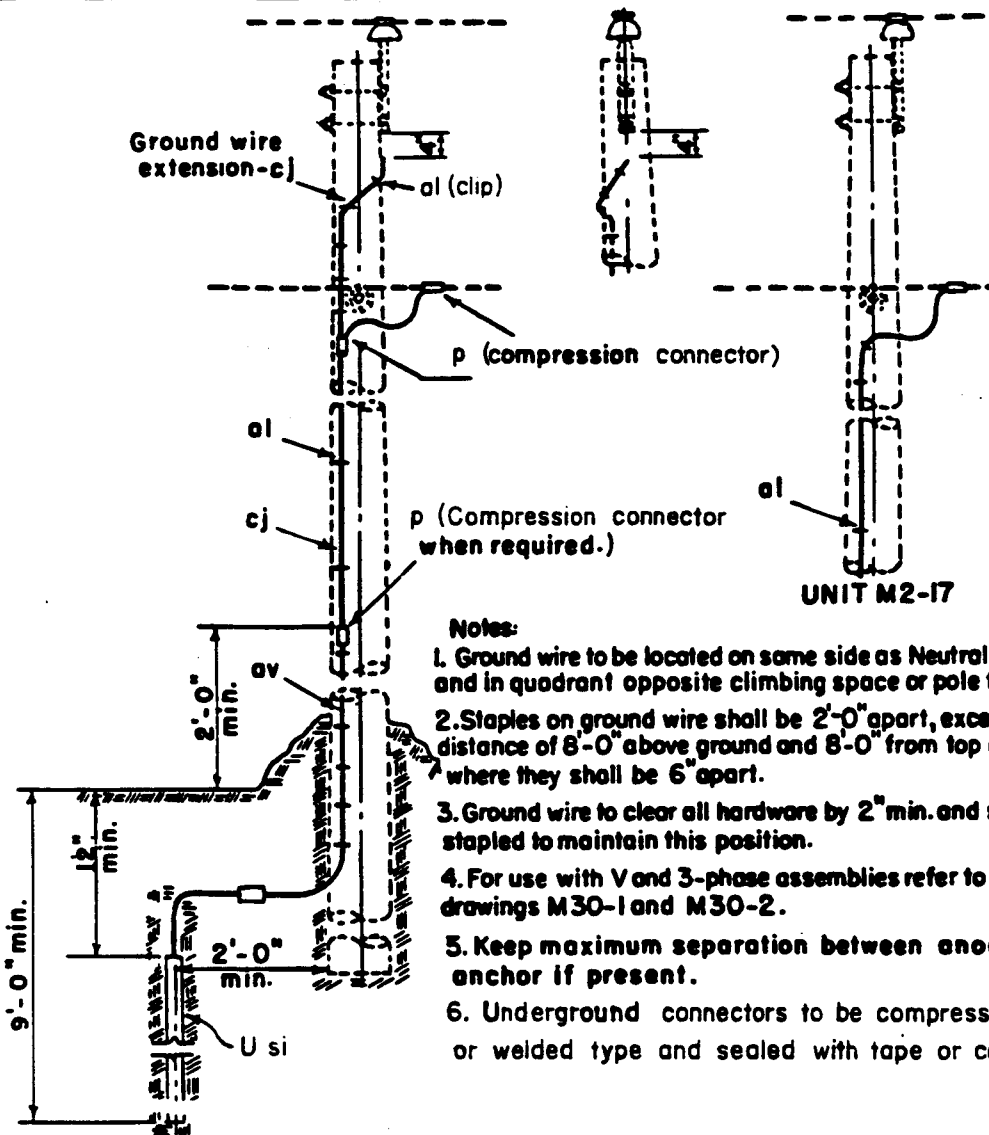 Ground wire
extension-cj
al (clip)
4"
4"
p (compression connector)
al
cj
p (Compression connector
when required.)
al
UNIT M2-17
2'-0"
min.
av
Notes:
1. Ground wire to be located on same side as Neutral
and in quadrant opposite climbing space or pole
2. Staples on ground wire shall be 2'-0" apart,
distance of 8'-0" above ground and 8'-0" from top
where they shall be 6" apart.
3. Ground wire to clear all hardware by 2" min. and
stapled to maintain this position.
4. For use with V and 3-phase assemblies refer to
drawings M30-1 and M30-2.
5. Keep maximum separation between
anchor if present.
6. Underground connectors to be
or welded type and sealed with tape or
min.
9'-0" min.
2'-0"
min.
U si